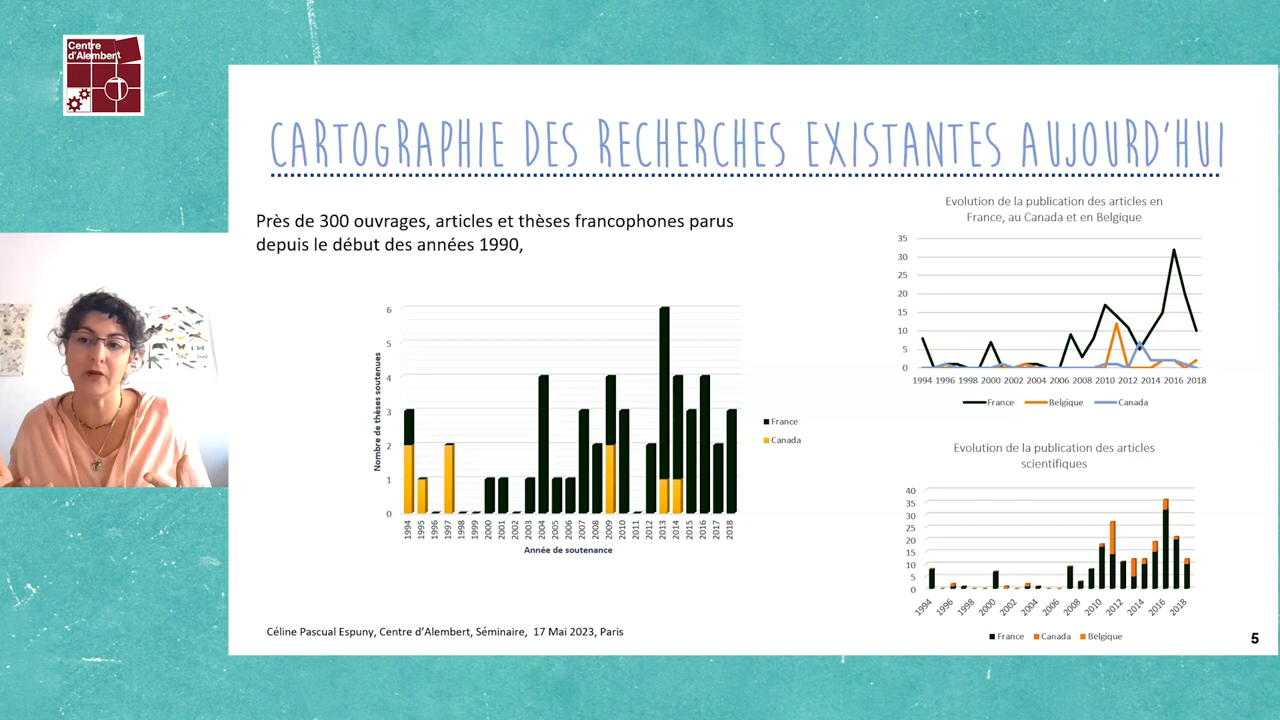 Centre
d'Alembert
CARTOGRAPHIE DES RECHERCHES EXISTANTES AUJOURD'HUI
Près de 300 ouvrages, articles et thèses francophones parus
depuis le début des années 1990,
Nombre de thèses soutenues
6
5
4
3
2
1
0
1994 1995 1996 1997 1998 1999 2000 2001 2002 2003 2004 2005 2006 2007 2008 2009 2010 2011 2012 2013 2014 2015 2016 2017 2018
Année de soutenance
France
Canada
Evolution de la publication des articles en
France, au Canada et en Belgique
35
30
25
20
15
10
5
0
1994 1996 1998 2000 2002 2004 2006 2008 2010 2012 2014 2016 2018
France Belgique Canada
Evolution de la publication des articles
scientifiques
40
35
30
25
20
15
10
5
0
1994 1996 1998 2000 2002 2004 2006 2008 2010 2012 2014 2016 2018
France Canada Belgique
Céline Pascual Espuny, Centre d'Alembert, Séminaire, 17 Mai 2023, Paris
5